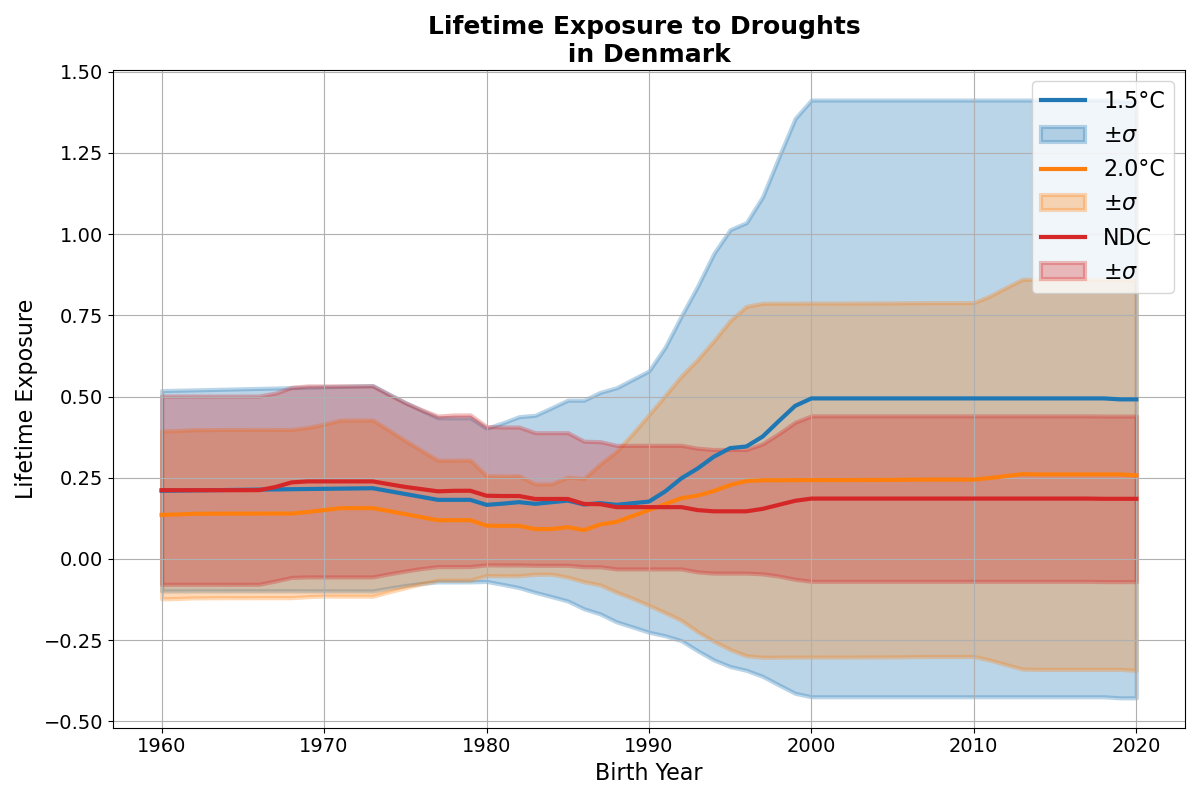 Lifetime Exposure to Droughts
in Denmark
Lifetime Exposure
1.50
1.25
1.00
0.75
0.50
0.25
0.00
−0.25
−0.50
1.5°C
±σ
2.0°C
±σ
NDC
±σ
1960 1970 1980 1990 2000 2010 2020
Birth Year